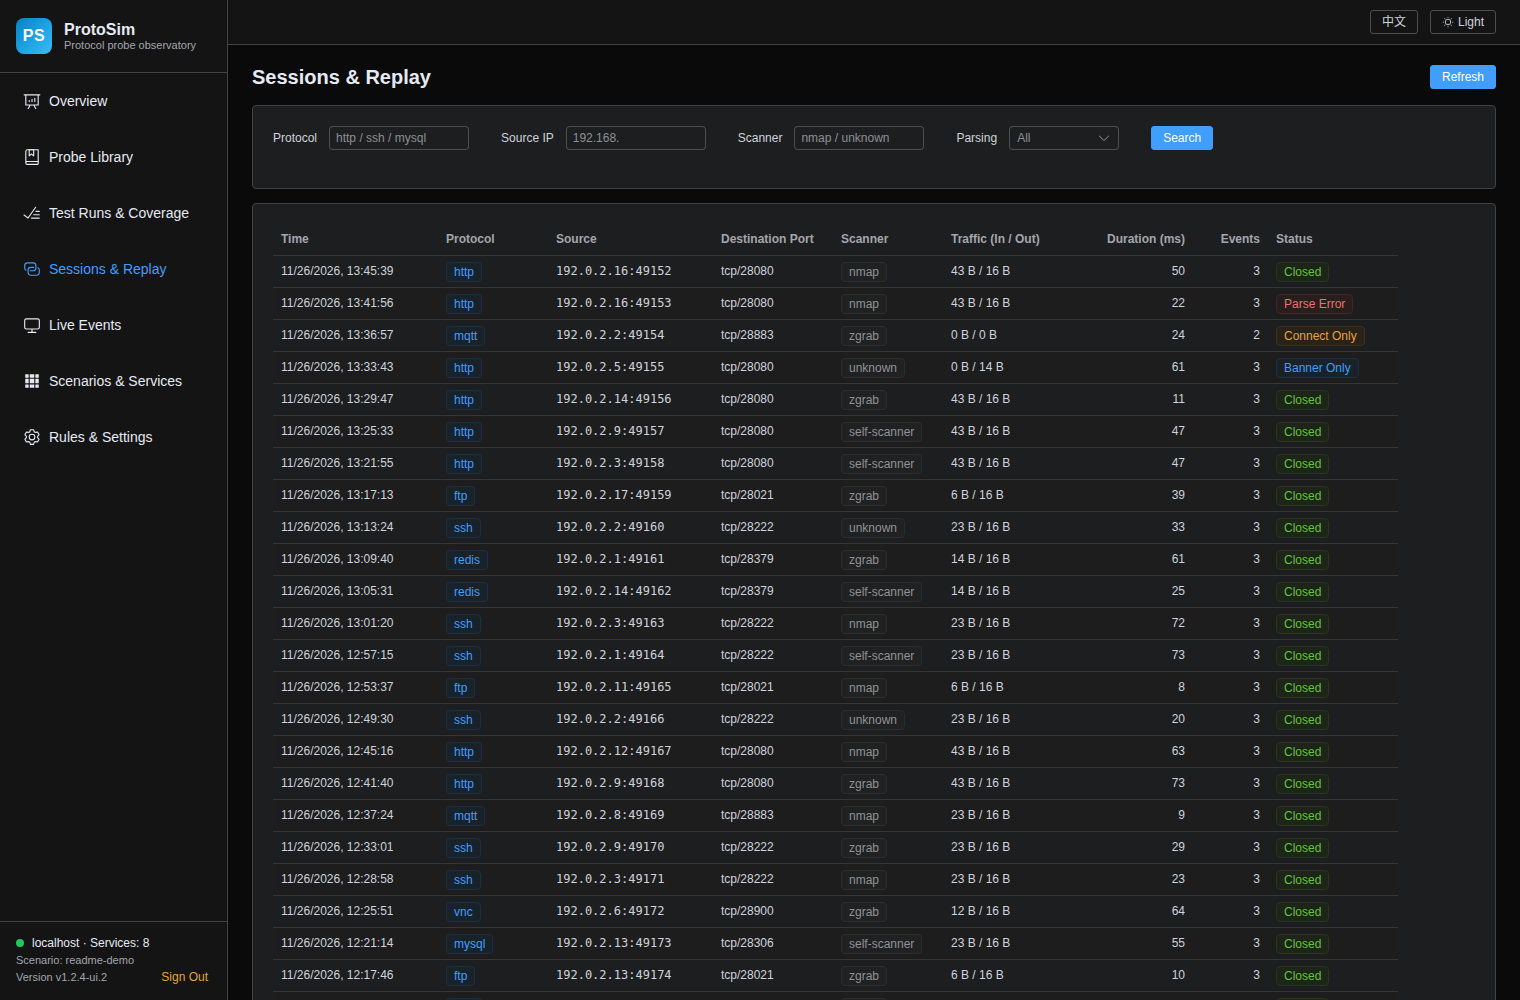 PS
ProtoSim
Protocol probe observatory
中文
Light
Overview
Probe Library
Test Runs & Coverage
Sessions & Replay
Live Events
Scenarios & Services
Rules & Settings
localhost · Services: 8
Scenario: readme-demo
Version v1.2.4-ui.2 Sign Out
Sessions & Replay Refresh
Protocol http / ssh / mysql Source IP 192.168. Scanner nmap / unknown Parsing All Search
Time Protocol Source Destination Port Scanner Traffic (In / Out) Duration (ms) Events Status
11/26/2026, 13:45:39 http 192.0.2.16:49152 tcp/28080 nmap 43 B / 16 B 50 3 Closed
11/26/2026, 13:41:56 http 192.0.2.16:49153 tcp/28080 nmap 43 B / 16 B 22 3 Parse Error
11/26/2026, 13:36:57 mqtt 192.0.2.2:49154 tcp/28883 zgrab 0 B / 0 B 24 2 Connect Only
11/26/2026, 13:33:43 http 192.0.2.5:49155 tcp/28080 unknown 0 B / 14 B 61 3 Banner Only
11/26/2026, 13:29:47 http 192.0.2.14:49156 tcp/28080 zgrab 43 B / 16 B 11 3 Closed
11/26/2026, 13:25:33 http 192.0.2.9:49157 tcp/28080 self-scanner 43 B / 16 B 47 3 Closed
11/26/2026, 13:21:55 http 192.0.2.3:49158 tcp/28080 self-scanner 43 B / 16 B 47 3 Closed
11/26/2026, 13:17:13 ftp 192.0.2.17:49159 tcp/28021 zgrab 6 B / 16 B 39 3 Closed
11/26/2026, 13:13:24 ssh 192.0.2.2:49160 tcp/28222 unknown 23 B / 16 B 33 3 Closed
11/26/2026, 13:09:40 redis 192.0.2.1:49161 tcp/28379 zgrab 14 B / 16 B 61 3 Closed
11/26/2026, 13:05:31 redis 192.0.2.14:49162 tcp/28379 self-scanner 14 B / 16 B 25 3 Closed
11/26/2026, 13:01:20 ssh 192.0.2.3:49163 tcp/28222 nmap 23 B / 16 B 72 3 Closed
11/26/2026, 12:57:15 ssh 192.0.2.1:49164 tcp/28222 self-scanner 23 B / 16 B 73 3 Closed
11/26/2026, 12:53:37 ftp 192.0.2.11:49165 tcp/28021 nmap 6 B / 16 B 8 3 Closed
11/26/2026, 12:49:30 ssh 192.0.2.2:49166 tcp/28222 unknown 23 B / 16 B 20 3 Closed
11/26/2026, 12:45:16 http 192.0.2.12:49167 tcp/28080 nmap 43 B / 16 B 63 3 Closed
11/26/2026, 12:41:40 http 192.0.2.9:49168 tcp/28080 zgrab 43 B / 16 B 73 3 Closed
11/26/2026, 12:37:24 mqtt 192.0.2.8:49169 tcp/28883 nmap 23 B / 16 B 9 3 Closed
11/26/2026, 12:33:01 ssh 192.0.2.9:49170 tcp/28222 zgrab 23 B / 16 B 29 3 Closed
11/26/2026, 12:28:58 ssh 192.0.2.3:49171 tcp/28222 nmap 23 B / 16 B 23 3 Closed
11/26/2026, 12:25:51 vnc 192.0.2.6:49172 tcp/28900 zgrab 12 B / 16 B 64 3 Closed
11/26/2026, 12:21:14 mysql 192.0.2.13:49173 tcp/28306 self-scanner 23 B / 16 B 55 3 Closed
11/26/2026, 12:17:46 ftp 192.0.2.13:49174 tcp/28021 zgrab 6 B / 16 B 10 3 Closed